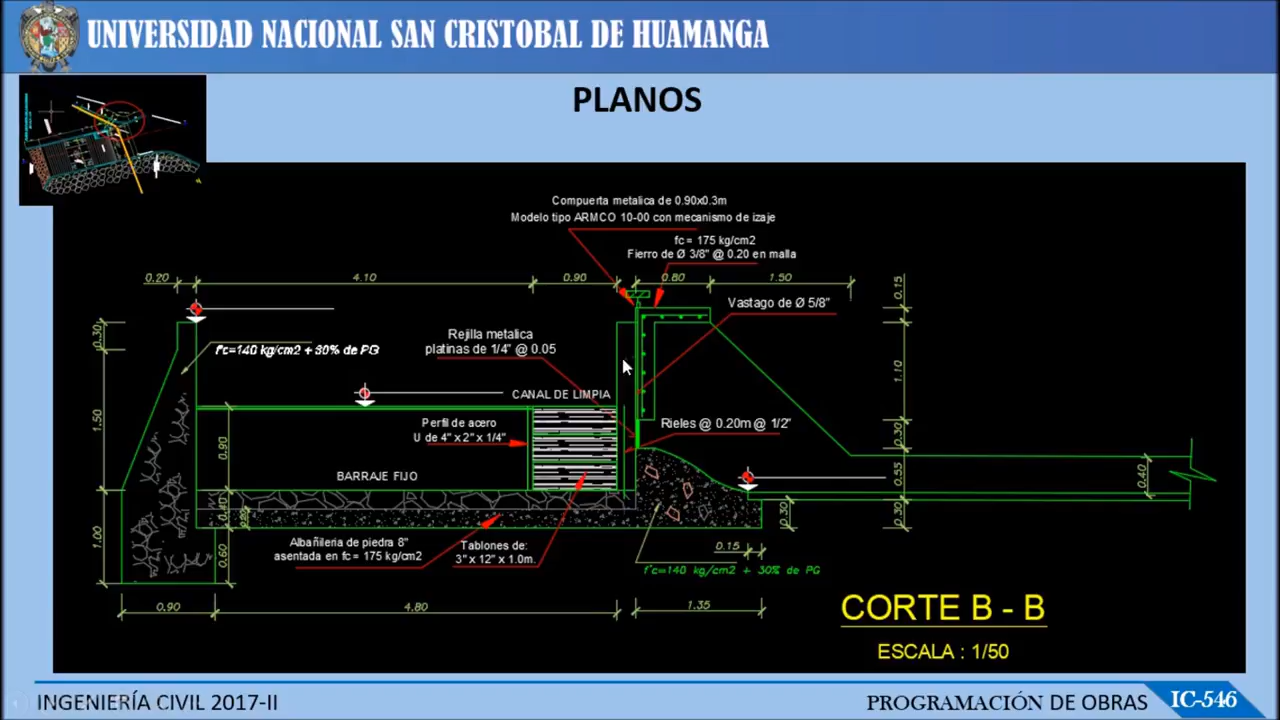 UNIVERSIDAD NACIONAL SAN CRISTOBAL DE HUAMANGA
PLANOS
Compuerta metalica de 0.90x0.3m
Modelo tipo ARMCO 10-00 con mecanismo de izaje
fc = 175 kg/cm2
Fierro de Ø 3/8" @ 0.20 en malla
0.20
4.10
0.90
0.80
1.50
0.15
Vastago de Ø 5/8"
0.30
f'c=140 kg/cm2 + 30% de PG
Rejilla metalica
platinas de 1/4" @ 0.05
1.10
CANAL DE LIMPIA
1.50
0.90
Perfil de acero
U de 4" x 2" x 1/4"
Rieles @ 0.20m @ 1/2"
BARRAJE FIJO
0.55
0.40
0.40
0.30
0.30
1.00
0.60
Albañileria de piedra 8"
asentada en fc = 175 kg/cm2
Tablones de:
3" x 12" x 1.0m.
0.15
f'c=140 kg/cm2 + 30% de PG
0.90
4.80
1.35
CORTE B - B
ESCALA : 1/50
INGENIERÍA CIVIL 2017-II
PROGRAMACIÓN DE OBRAS
IC-546